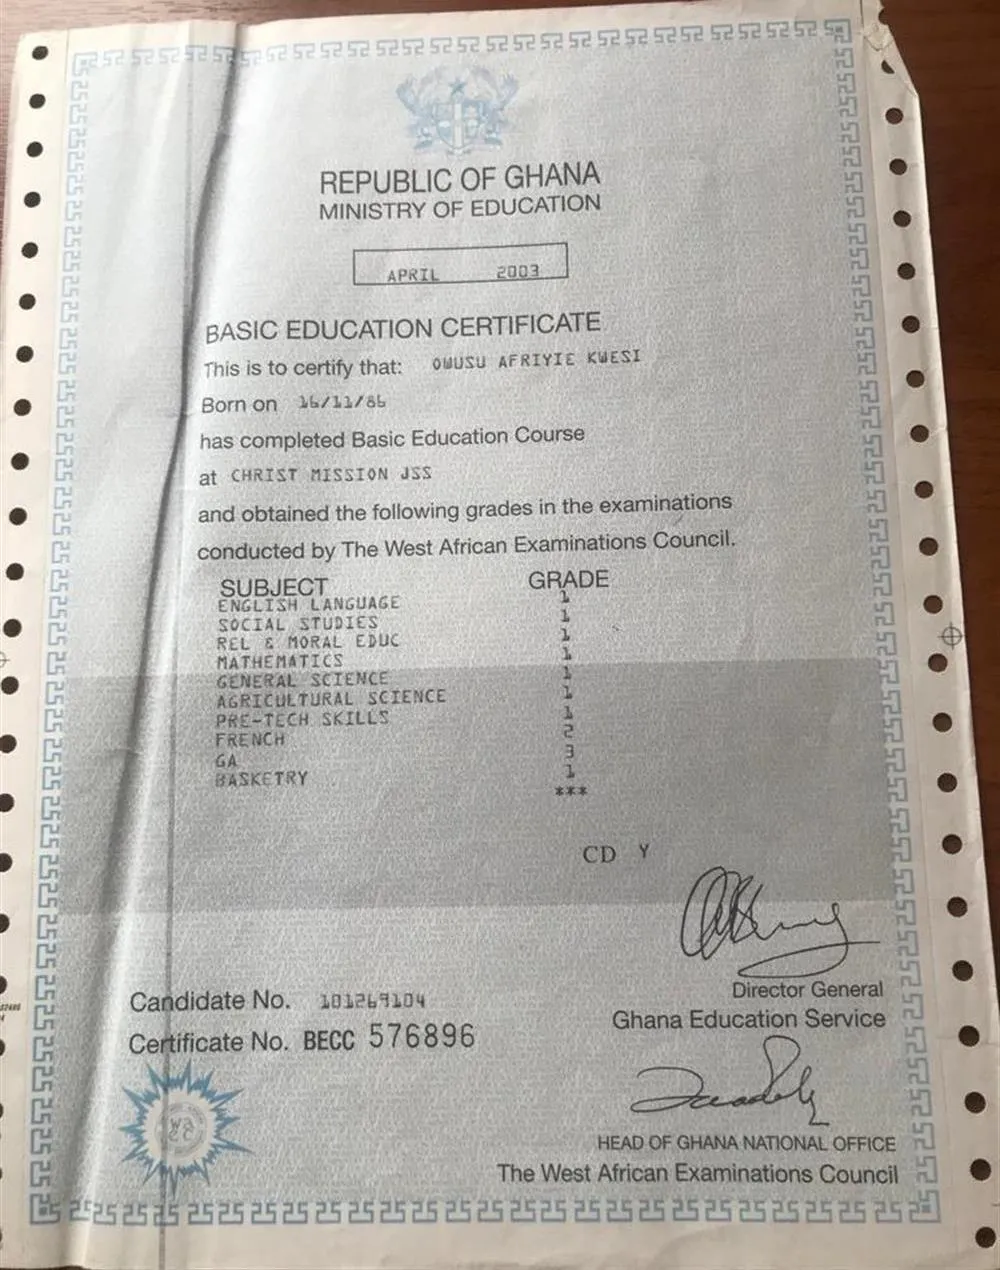 REPUBLIC OF GHANA
MINISTRY OF EDUCATION
APRIL 2003
BASIC EDUCATION CERTIFICATE
This is to certify that: OWUSU AFRIYIE KWESI
Born on 16/11/86
has completed Basic Education Course
at CHRIST MISSION JSS
and obtained the following grades in the examinations
conducted by The West African Examinations Council.
SUBJECT GRADE
ENGLISH LANGUAGE 1
SOCIAL STUDIES 1
REL & MORAL EDUC 1
MATHEMATICS 1
GENERAL SCIENCE 1
AGRICULTURAL SCIENCE 1
PRE-TECH SKILLS 1
FRENCH 2
GA 3
BASKETRY 1
***
CD Y
Director General
Ghana Education Service
Candidate No. 101269104
Certificate No. BECC 576896
HEAD OF GHANA NATIONAL OFFICE
The West African Examinations Council